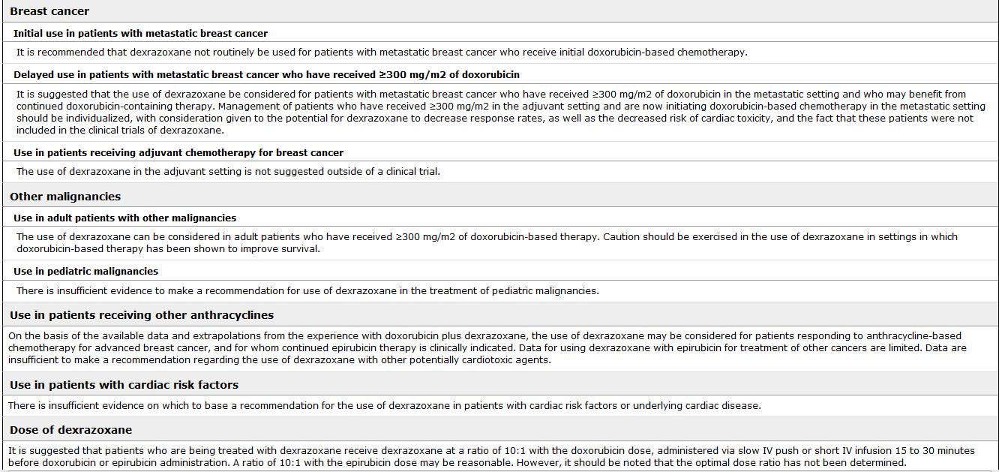 Breast cancer
Initial use in patients with metastatic breast cancer
It is recommended that dexrazoxane not routinely be used for patients with metastatic breast cancer who receive initial doxorubicin-based chemotherapy.
Delayed use in patients with metastatic breast cancer who have received ≥300 mg/m2 of doxorubicin
It is suggested that the use of dexrazoxane be considered for patients with metastatic breast cancer who have received ≥300 mg/m2 of doxorubicin in the metastatic setting and who may benefit from
continued doxorubicin-containing therapy. Management of patients who have received ≥300 mg/m2 in the adjuvant setting and are now initiating doxorubicin-based chemotherapy in the metastatic setting
should be individualized, with consideration given to the potential for dexrazoxane to decrease response rates, as well as the decreased risk of cardiac toxicity, and the fact that these patients were not
included in the clinical trials of dexrazoxane.
Use in patients receiving adjuvant chemotherapy for breast cancer
The use of dexrazoxane in the adjuvant setting is not suggested outside of a clinical trial.
Other malignancies
Use in adult patients with other malignancies
The use of dexrazoxane can be considered in adult patients who have received ≥300 mg/m2 of doxorubicin-based therapy. Caution should be exercised in the use of dexrazoxane in settings in which
doxorubicin-based therapy has been shown to improve survival.
Use in pediatric malignancies
There is insufficient evidence to make a recommendation for use of dexrazoxane in the treatment of pediatric malignancies.
Use in patients receiving other anthracyclines
On the basis of the available data and extrapolations from the experience with doxorubicin plus dexrazoxane, the use of dexrazoxane may be considered for patients responding to anthracycline-based
chemotherapy for advanced breast cancer, and for whom continued epirubicin therapy is clinically indicated. Data for using dexrazoxane with epirubicin for treatment of other cancers are limited. Data are
insufficient to make a recommendation regarding the use of dexrazoxane with other potentially cardiotoxic agents.
Use in patients with cardiac risk factors
There is insufficient evidence on which to base a recommendation for the use of dexrazoxane in patients with cardiac risk factors or underlying cardiac disease.
Dose of dexrazoxane
It is suggested that patients who are being treated with dexrazoxane receive dexrazoxane at a ratio of 10:1 with the doxorubicin dose, administered via slow IV push or short IV infusion 15 to 30 minutes
before doxorubicin or epirubicin administration. A ratio of 10:1 with the epirubicin dose may be reasonable. However, it should be noted that the optimal dose ratio has not been determined.